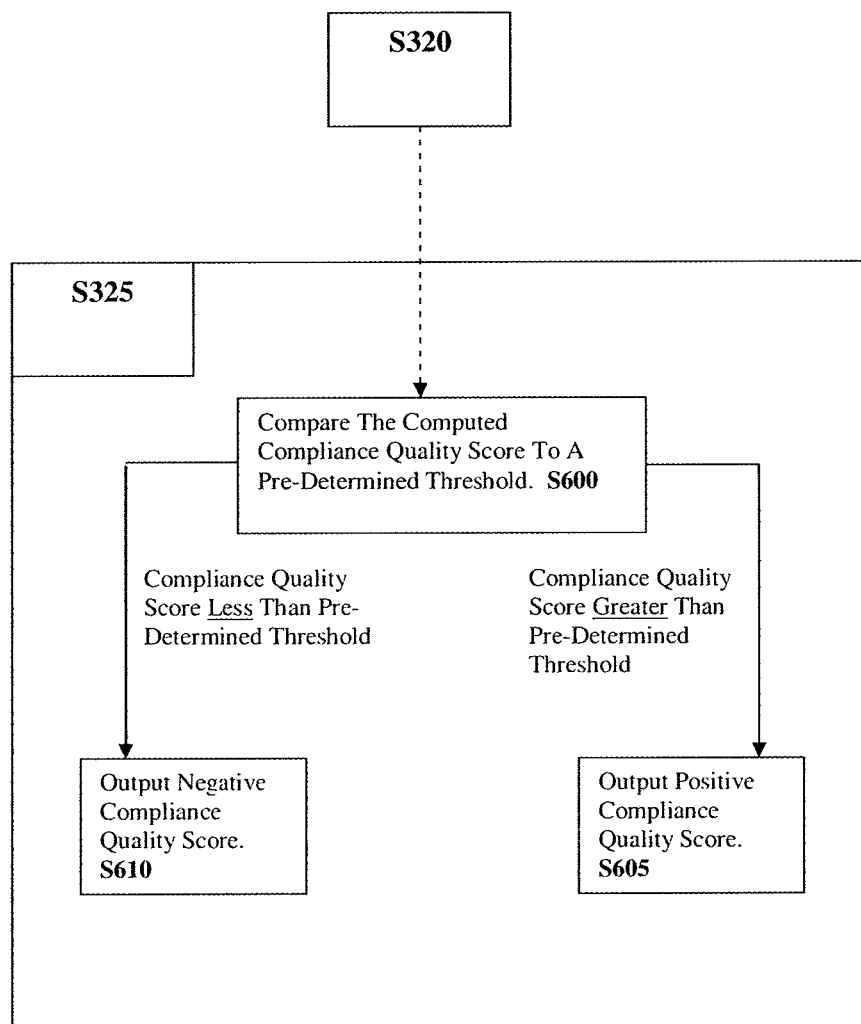 S320
S325
Compare The Computed
Compliance Quality Score To A
Pre-Determined Threshold. S600
Compliance Quality
Score Less Than Pre-
Determined Threshold
Compliance Quality
Score Greater Than
Pre-Determined
Threshold
Output Negative
Compliance
Quality Score.
S610
Output Positive
Compliance
Quality Score.
S605